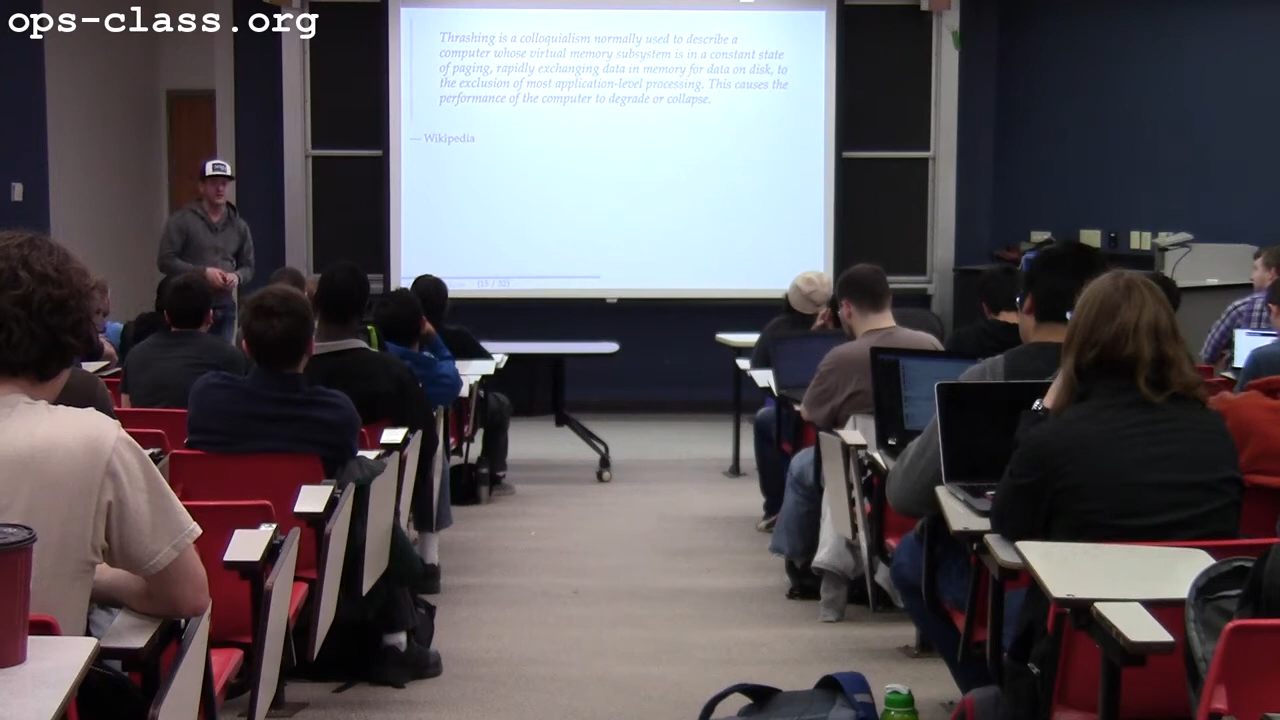 ops-class.org
Thrashing is a colloquialism normally used to describe a
computer whose virtual memory subsystem is in a constant state
of paging, rapidly exchanging data in memory for data on disk, to
the exclusion of most application-level processing. This causes the
performance of the computer to degrade or collapse.
— Wikipedia